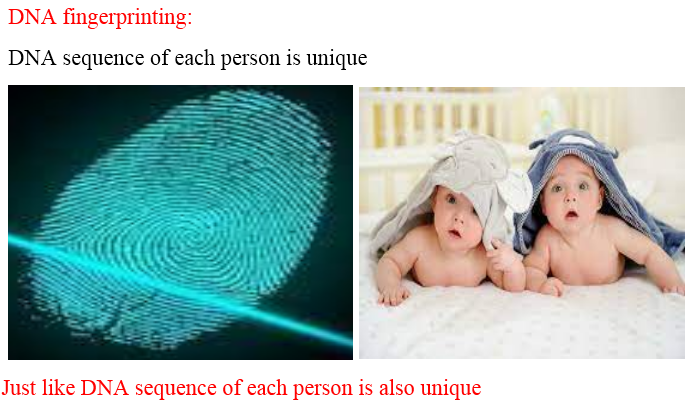 DNA fingerprinting:
DNA sequence of each person is unique
Just like DNA sequence of each person is also unique